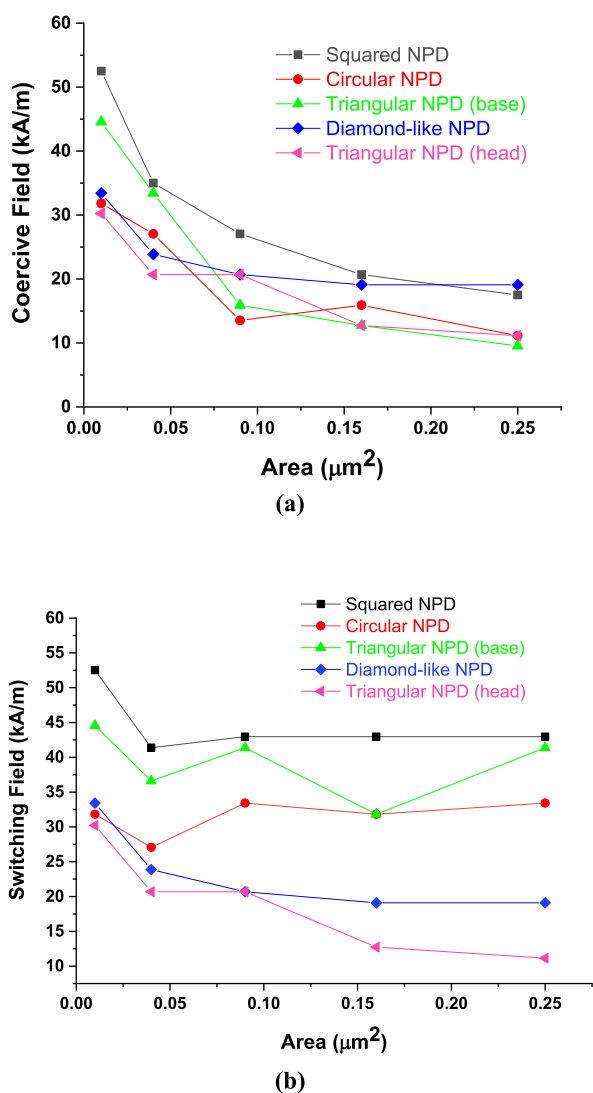 60
50
40
30
20
10
0
Coercive Field (kA/m)
Squared NPD
Circular NPD
Triangular NPD (base)
Diamond-like NPD
Triangular NPD (head)
0.00 0.05 0.10 0.15 0.20 0.25
Area (μm²)
(a)
60
55
50
45
40
35
30
25
20
15
10
Switching Field (kA/m)
Squared NPD
Circular NPD
Triangular NPD (base)
Diamond-like NPD
Triangular NPD (head)
0.00 0.05 0.10 0.15 0.20 0.25
Area (μm²)
(b)